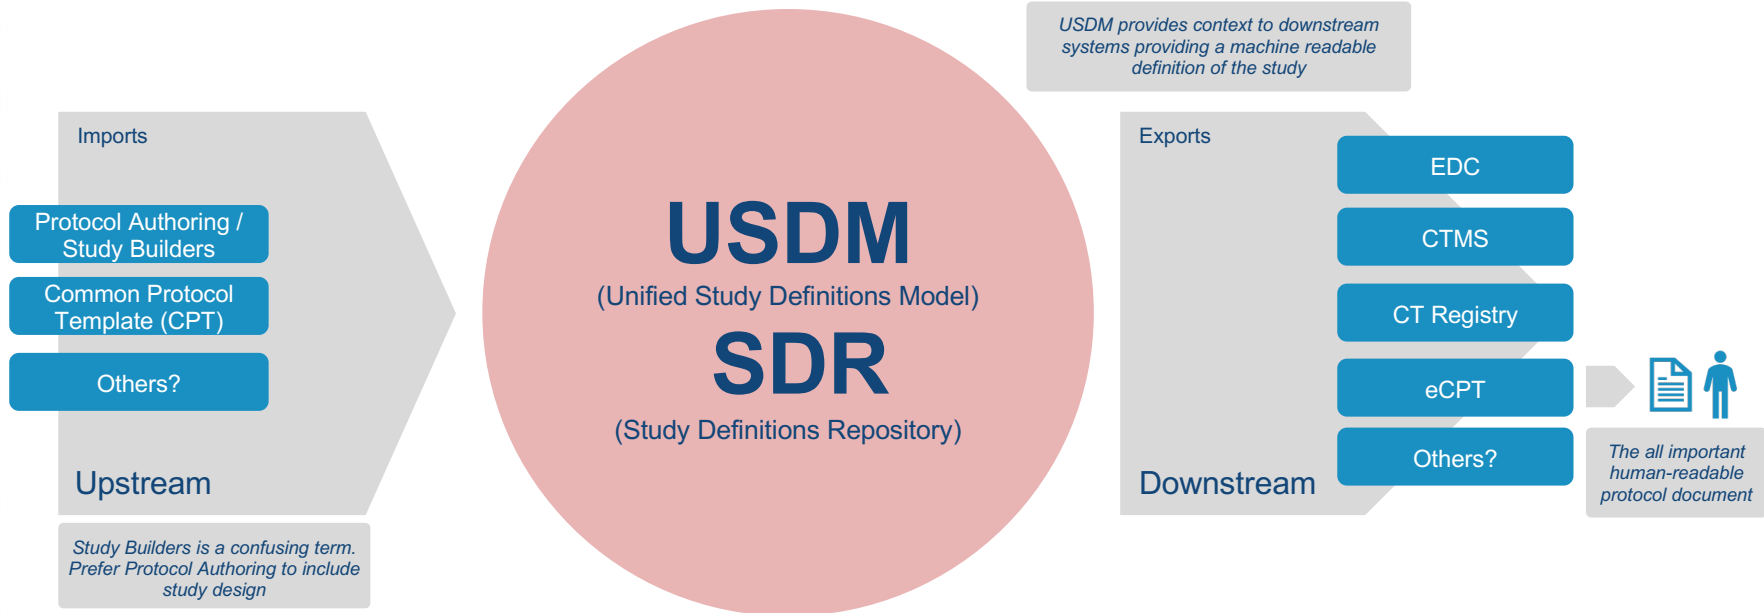 USDM provides context to downstream
systems providing a machine readable
definition of the study
Imports
Protocol Authoring /
Study Builders
Common Protocol
Template (CPT)
Others?
Upstream
Study Builders is a confusing term.
Prefer Protocol Authoring to include
study design
USDM
(Unified Study Definitions Model)
SDR
(Study Definitions Repository)
Exports
EDC
CTMS
CT Registry
eCPT
Others?
Downstream
The all important
human-readable
protocol document